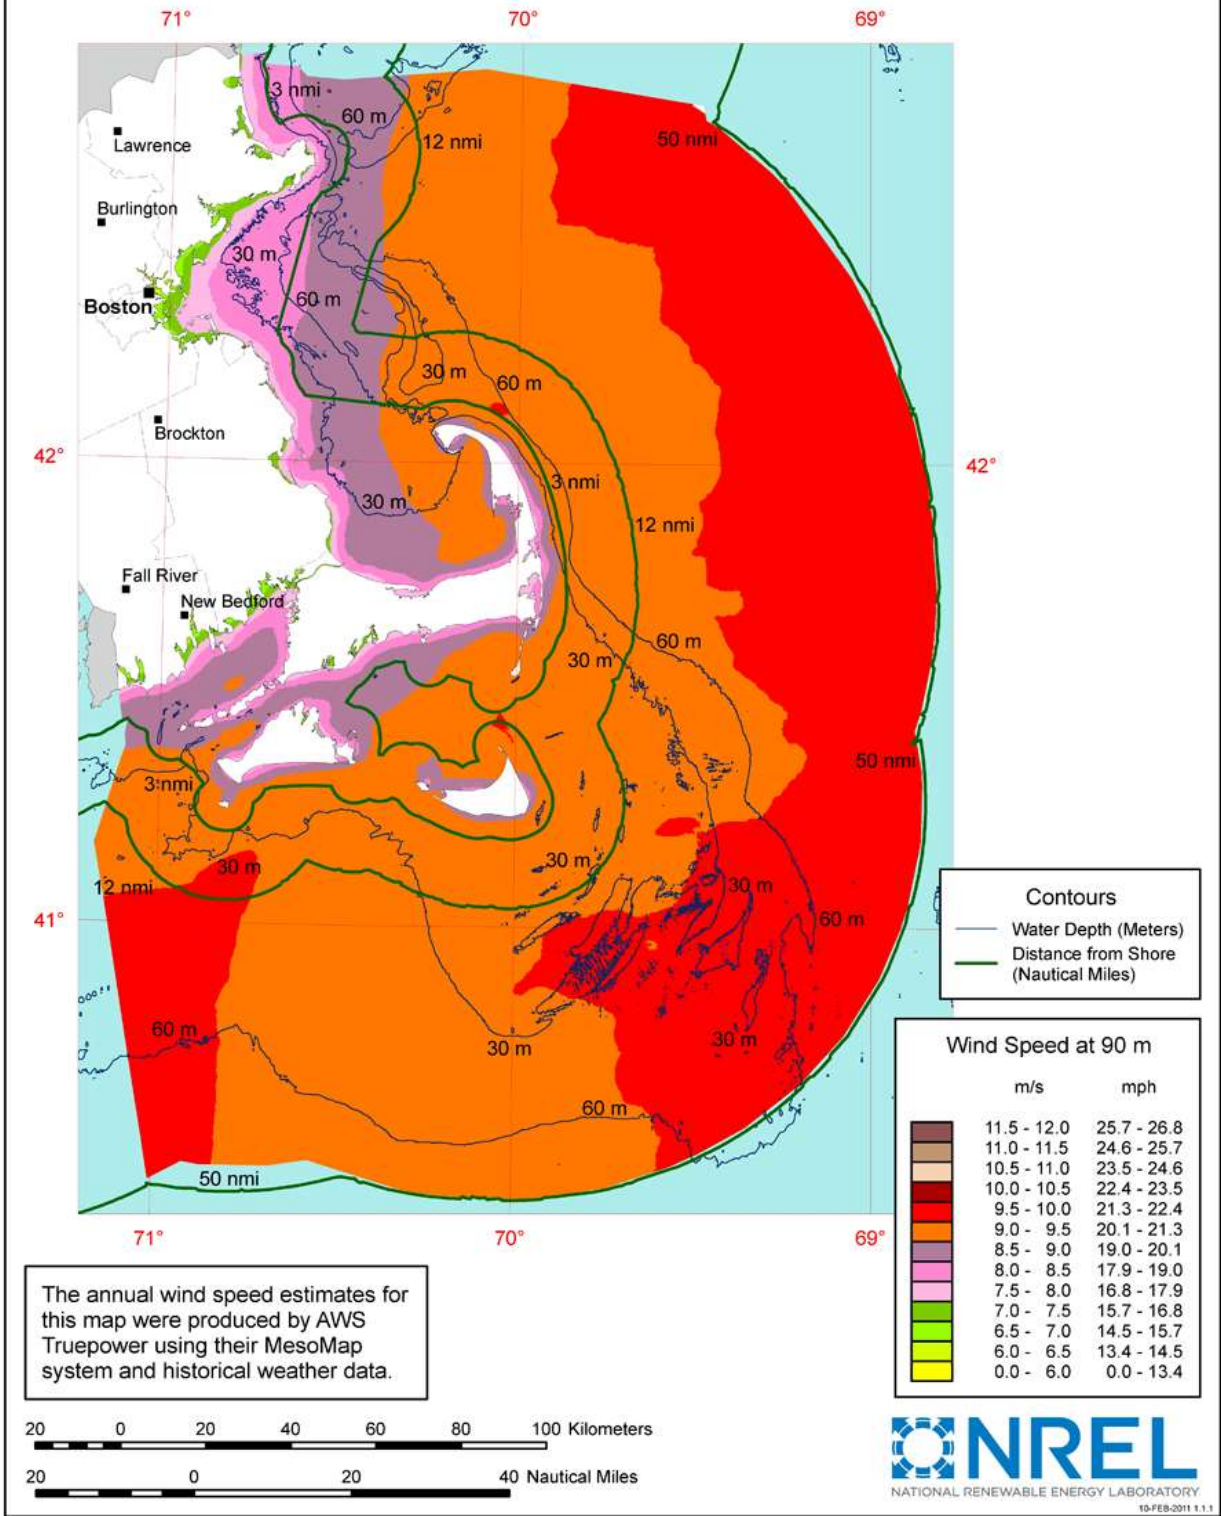 71°
70°
69°
3 nmi
60 m
12 nmi
50 nmi
Lawrence
Burlington
30 m
Boston
60 m
30 m
60 m
Brockton
42°
42°
3 nmi
30 m
12 nmi
Fall River
New Bedford
60 m
30 m
50 nmi
3 nmi
30 m
30 m
12 nmi
30 m
60 m
41°
60 m
30 m
30 m
60 m
50 nmi
71°
70°
69°
Contours
Water Depth (Meters)
Distance from Shore
(Nautical Miles)
Wind Speed at 90 m
m/s mph
11.5 - 12.0 25.7 - 26.8
11.0 - 11.5 24.6 - 25.7
10.5 - 11.0 23.5 - 24.6
10.0 - 10.5 22.4 - 23.5
9.5 - 10.0 21.3 - 22.4
9.0 - 9.5 20.1 - 21.3
8.5 - 9.0 19.0 - 20.1
8.0 - 8.5 17.9 - 19.0
7.5 - 8.0 16.8 - 17.9
7.0 - 7.5 15.7 - 16.8
6.5 - 7.0 14.5 - 15.7
6.0 - 6.5 13.4 - 14.5
0.0 - 6.0 0.0 - 13.4
The annual wind speed estimates for
this map were produced by AWS
Truepower using their MesoMap
system and historical weather data.
20 0 20 40 60 80 100 Kilometers
20 0 20 40 Nautical Miles
NREL
NATIONAL RENEWABLE ENERGY LABORATORY
10-FEB-2011 1.1.1